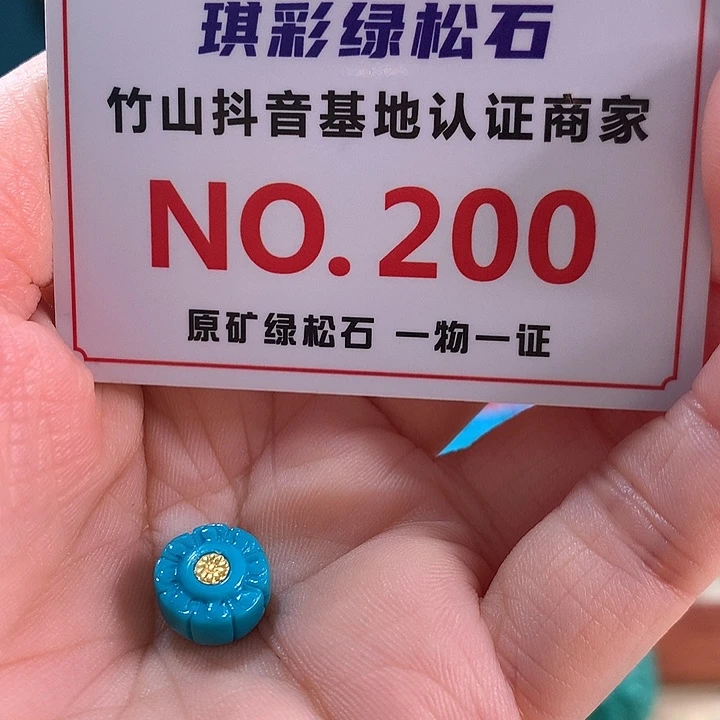 琪彩绿松石
竹山抖音基地认证商家
NO.200
原矿绿松石 一物一证